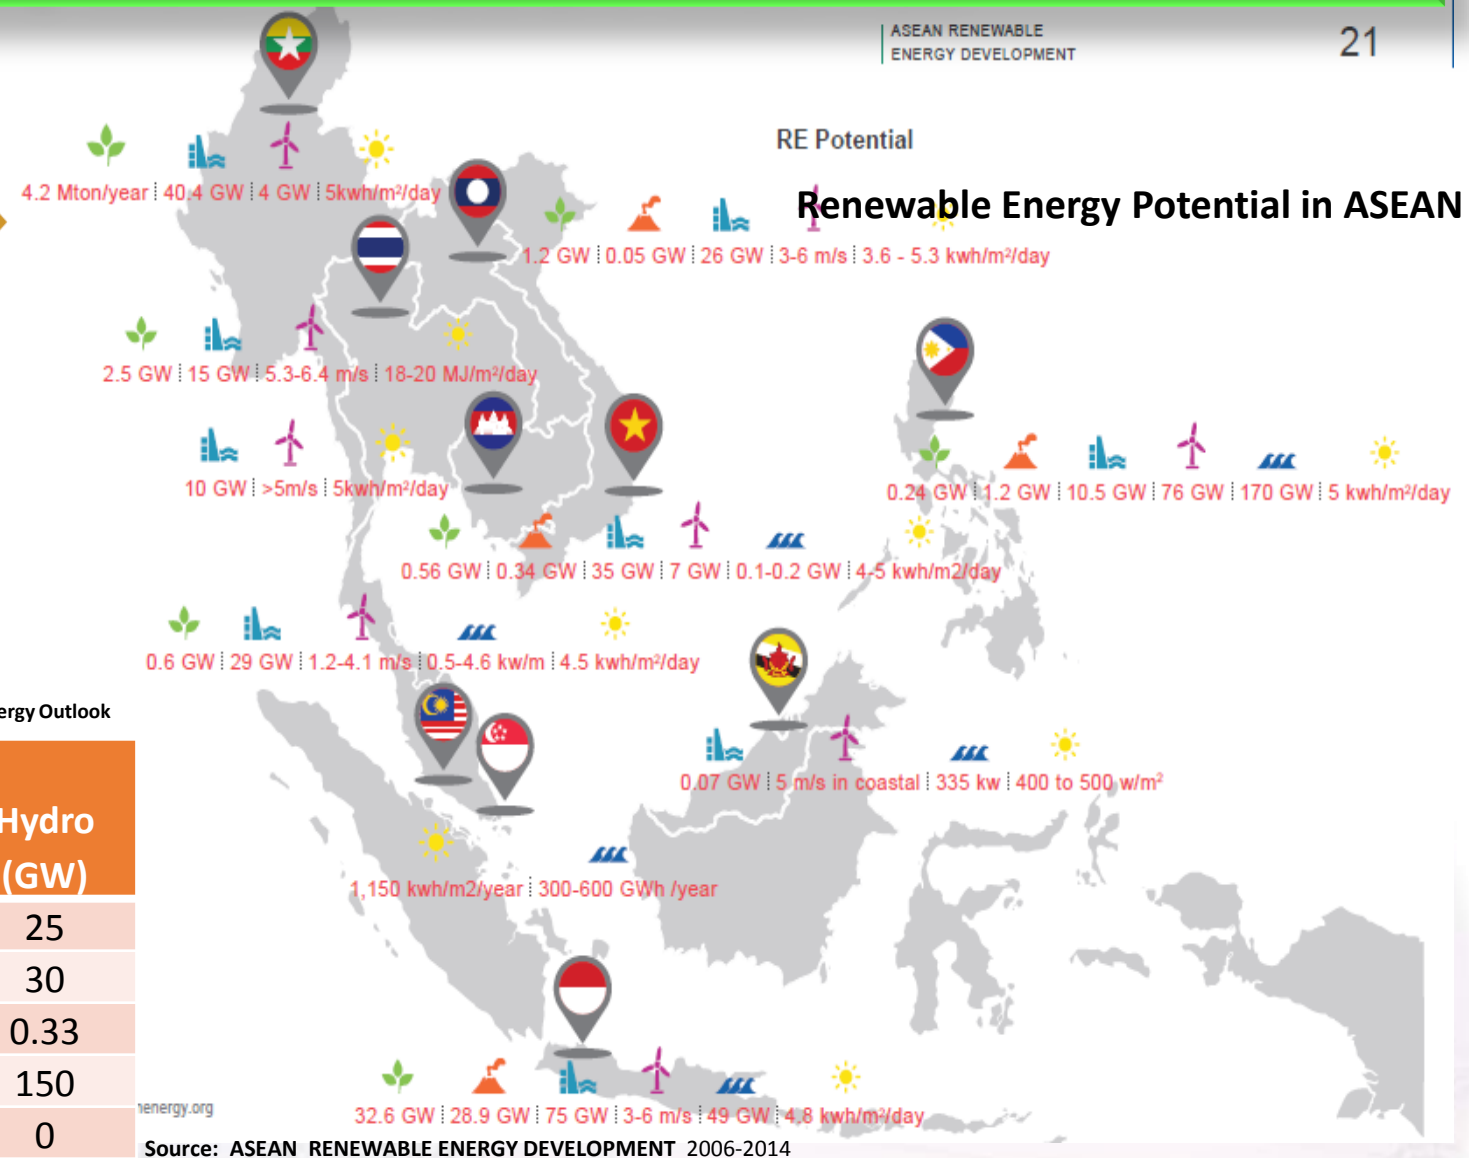 ASEAN RENEWABLE
ENERGY DEVELOPMENT
21
RE Potential
Renewable Energy Potential in ASEAN
4.2 Mton/year 40.4 GW 4 GW 5kwh/m²/day
1.2 GW 0.05 GW 26 GW 3-6 m/s 3.6 - 5.3 kwh/m²/day
2.5 GW 15 GW 5.3-6.4 m/s 18-20 MJ/m²/day
10 GW >5m/s 5kwh/m²/day
0.24 GW 1.2 GW 10.5 GW 76 GW 170 GW 5 kwh/m²/day
0.56 GW 0.34 GW 35 GW 7 GW 0.1-0.2 GW 4-5 kwh/m2/day
0.6 GW 29 GW 1.2-4.1 m/s 0.5-4.6 kw/m 4.5 kwh/m²/day
ergy Outlook
0.07 GW 5 m/s in coastal 335 kw 400 to 500 w/m²
Hydro
(GW)
25
30
0.33
150
0
1,150 kwh/m2/year 300-600 GWh /year
32.6 GW 28.9 GW 75 GW 3-6 m/s 49 GW 4.8 kwh/m²/day
nenergy.org
Source: ASEAN RENEWABLE ENERGY DEVELOPMENT 2006-2014